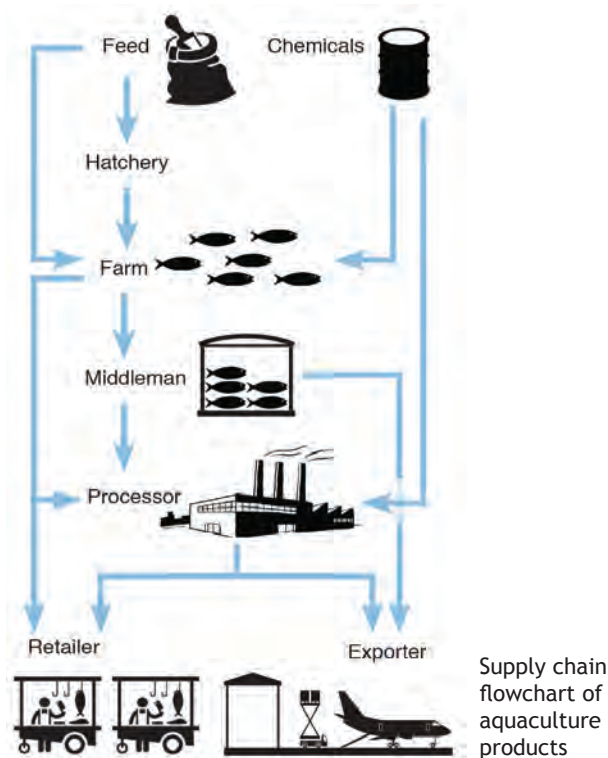 Feed
Chemicals
Hatchery
Farm
Middleman
Processor
Retailer
Exporter
Supply chain
flowchart of
aquaculture
products